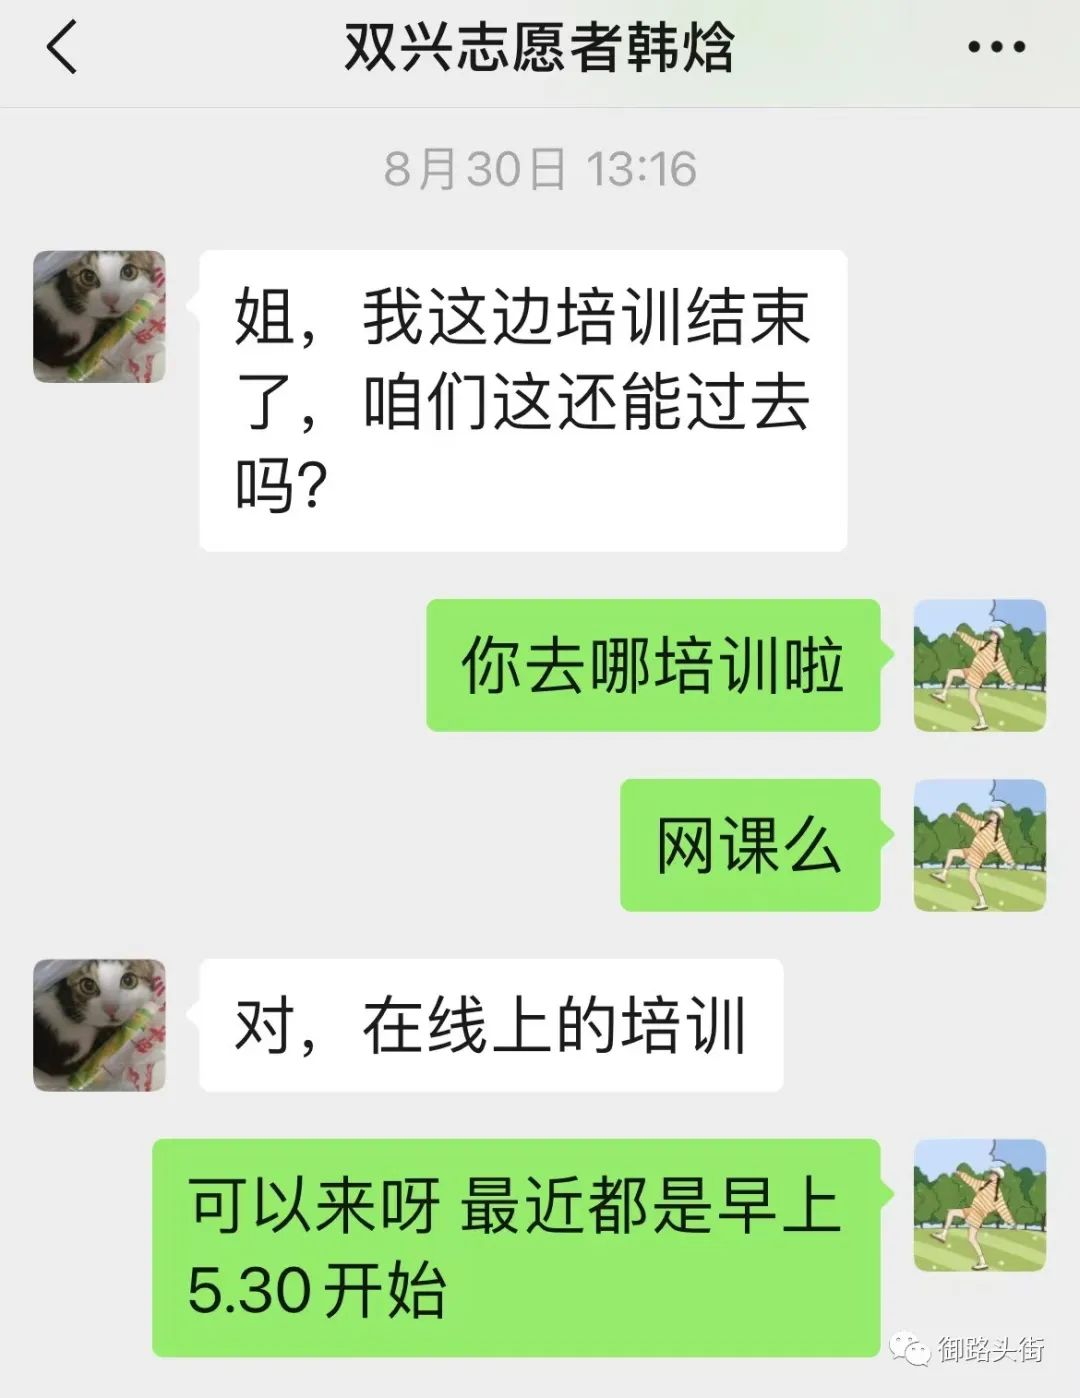 双兴志愿者韩焓
8月30日 13:16
姐，我这边培训结束
了，咱们这还能过去
吗？
你去哪培训啦
网课么
对，在线上的培训
可以来呀 最近都是早上
5.30开始
御路头街